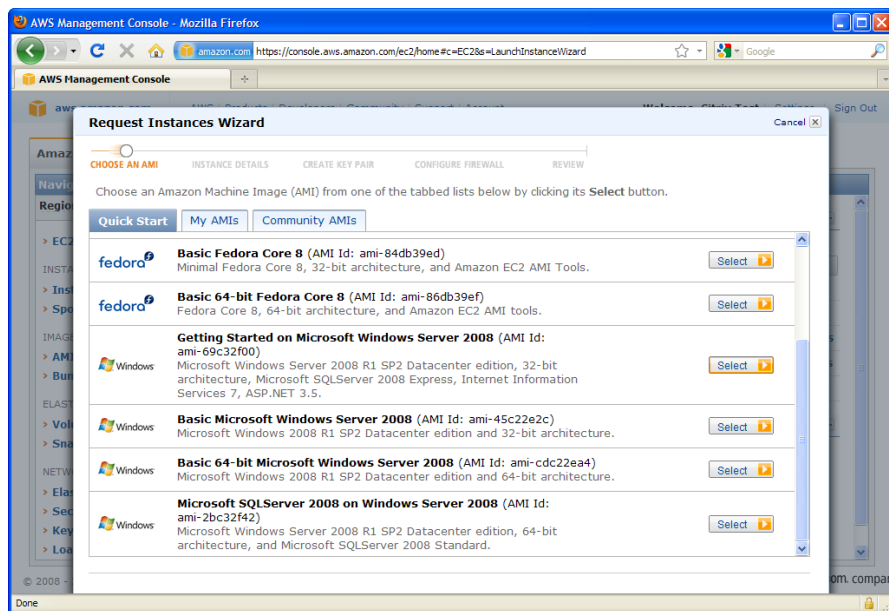 AWS Management Console - Mozilla Firefox
amazon.com https://console.aws.amazon.com/ec2/home#c=EC2&s=LaunchInstanceWizard
Google
AWS Management Console
Sign Out
Request Instances Wizard
Cancel
CHOOSE AN AMI INSTANCE DETAILS CREATE KEY PAIR CONFIGURE FIREWALL REVIEW
Choose an Amazon Machine Image (AMI) from one of the tabbed lists below by clicking its Select button.
Quick Start My AMIs Community AMIs
fedora Basic Fedora Core 8 (AMI Id: ami-84db39ed)
Minimal Fedora Core 8, 32-bit architecture, and Amazon EC2 AMI Tools.
Select
fedora Basic 64-bit Fedora Core 8 (AMI Id: ami-86db39ef)
Fedora Core 8, 64-bit architecture, and Amazon EC2 AMI tools.
Select
Windows Getting Started on Microsoft Windows Server 2008 (AMI Id:
ami-69c32f00)
Microsoft Windows Server 2008 R1 SP2 Datacenter edition, 32-bit
architecture, Microsoft SQLServer 2008 Express, Internet Information
Services 7, ASP.NET 3.5.
Select
Windows Basic Microsoft Windows Server 2008 (AMI Id: ami-45c22e2c)
Microsoft Windows 2008 R1 SP2 Datacenter edition and 32-bit architecture.
Select
Windows Basic 64-bit Microsoft Windows Server 2008 (AMI Id: ami-cdc22ea4)
Microsoft Windows 2008 R1 SP2 Datacenter edition and 64-bit architecture.
Select
Windows Microsoft SQLServer 2008 on Windows Server 2008 (AMI Id:
ami-2bc32f42)
Microsoft Windows Server 2008 R1 SP2 Datacenter edition, 64-bit
architecture, and Microsoft SQLServer 2008 Standard.
Select
© 2008 -
Done